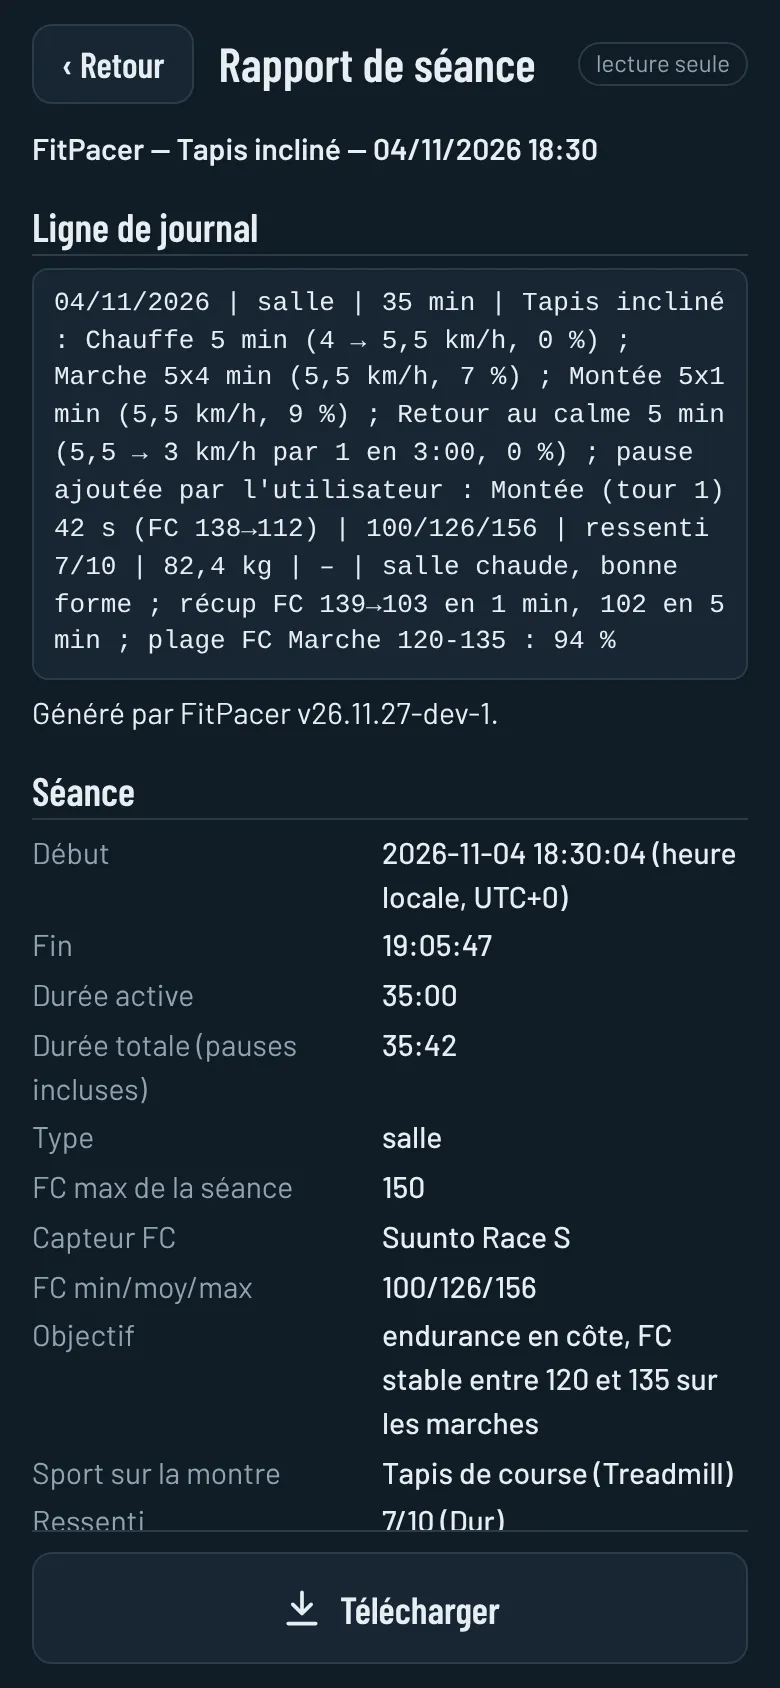 ‹ Retour
Rapport de séance
lecture seule
FitPacer — Tapis incliné — 04/11/2026 18:30
Ligne de journal
04/11/2026 | salle | 35 min | Tapis incliné
: Chauffe 5 min (4 → 5,5 km/h, 0 %) ;
Marche 5x4 min (5,5 km/h, 7 %) ; Montée 5x1
min (5,5 km/h, 9 %) ; Retour au calme 5 min
(5,5 → 3 km/h par 1 en 3:00, 0 %) ; pause
ajoutée par l'utilisateur : Montée (tour 1)
42 s (FC 138→112) | 100/126/156 | ressenti
7/10 | 82,4 kg | – | salle chaude, bonne
forme ; récup FC 139→103 en 1 min, 102 en 5
min ; plage FC Marche 120-135 : 94 %
Généré par FitPacer v26.11.27-dev-1.
Séance
Début
2026-11-04 18:30:04 (heure
locale, UTC+0)
Fin
19:05:47
Durée active
35:00
Durée totale (pauses
incluses)
35:42
Type
salle
FC max de la séance
150
Capteur FC
Suunto Race S
FC min/moy/max
100/126/156
Objectif
endurance en côte, FC
stable entre 120 et 135 sur
les marches
Sport sur la montre
Tapis de course (Treadmill)
Ressenti
7/10 (Dur)
Télécharger